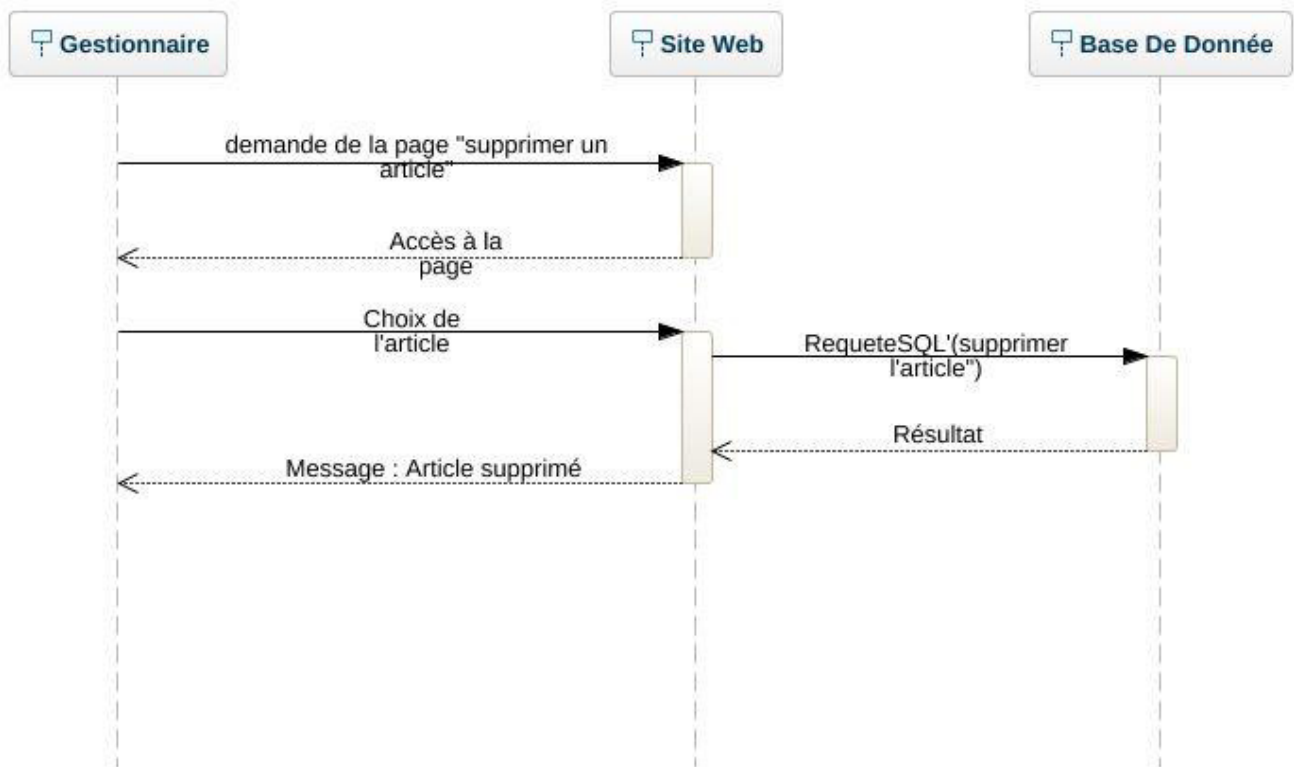 Gestionnaire
Site Web
Base De Donnée
demande de la page "supprimer un
article"
Accès à la
page
Choix de
l'article
RequeteSQL'(supprimer
l'article")
Résultat
Message : Article supprimé